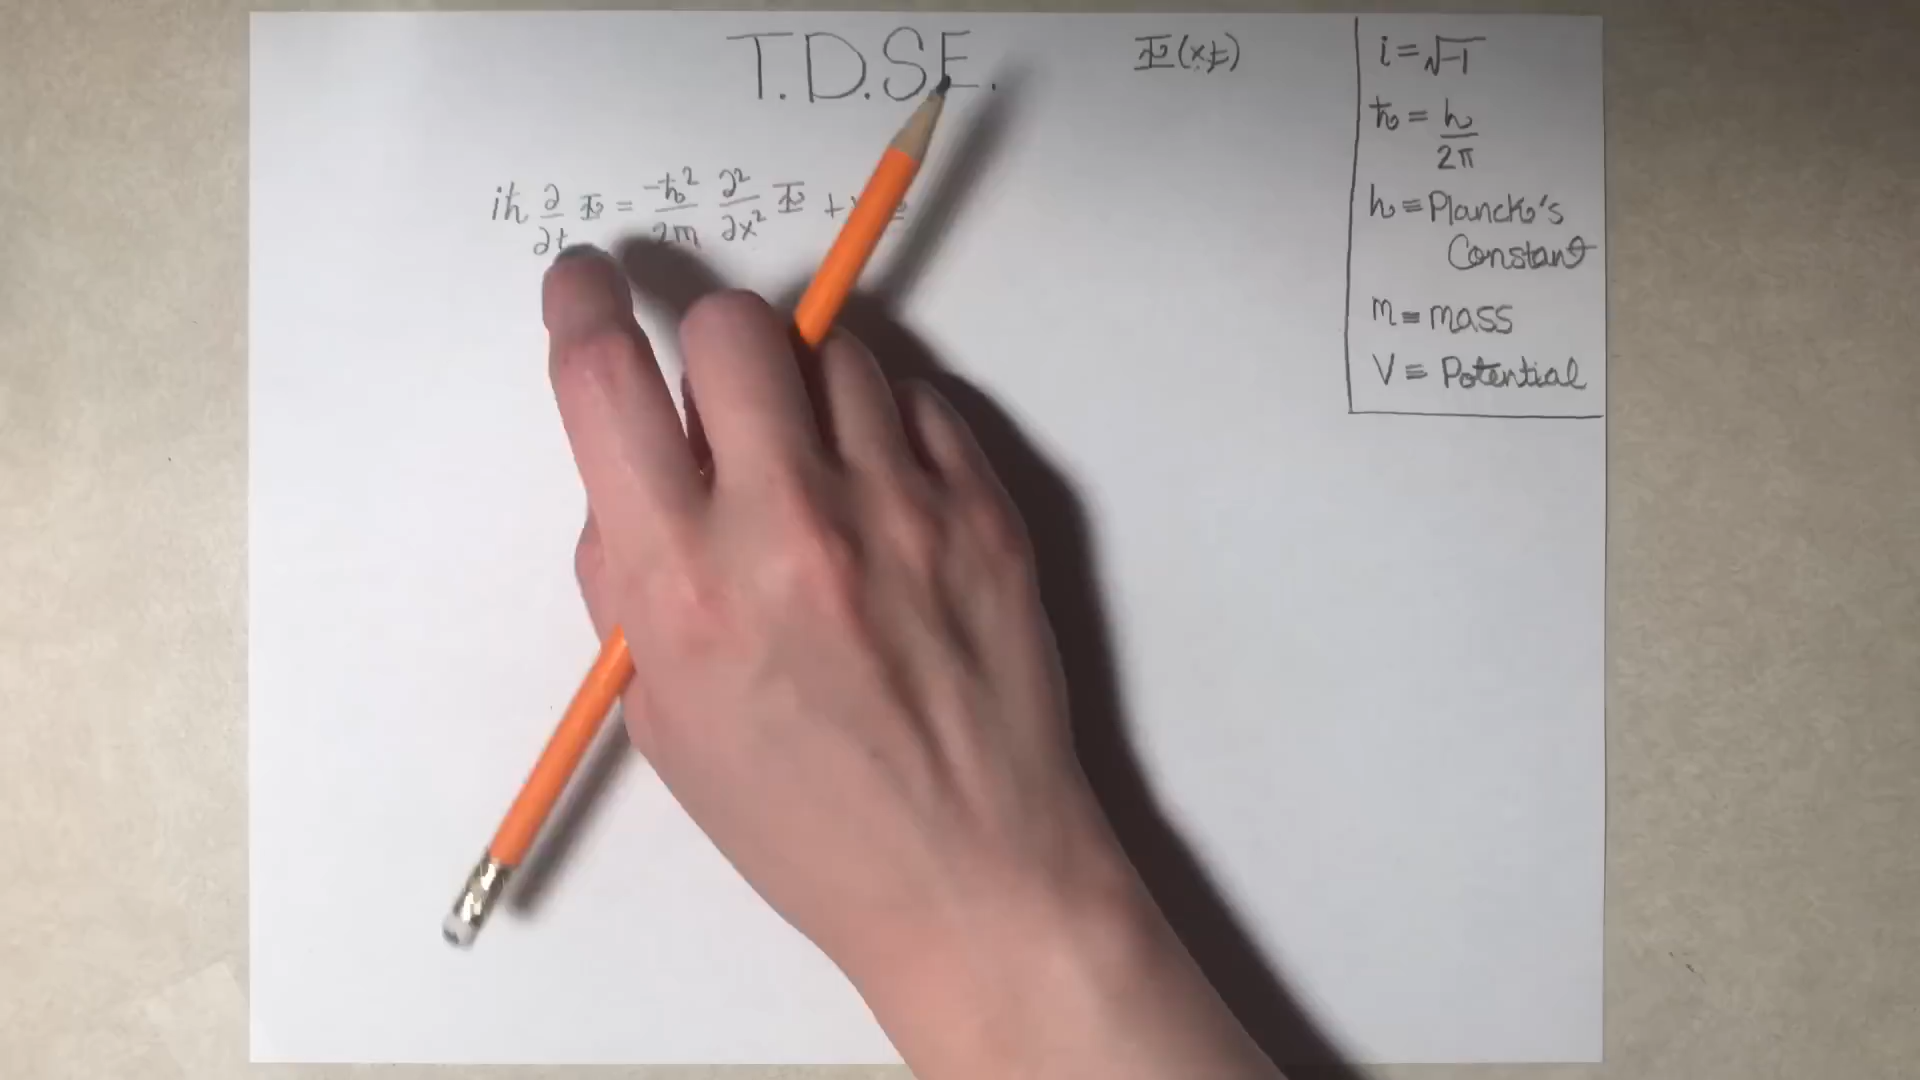 T.D.S.E.
Ψ(x,t)
iħ ∂/∂t Ψ = -ħ²/2m ∂²/∂x² Ψ +
i = √-1
ħ = h/2π
h ≡ Planck's
Constant
m ≡ mass
V ≡ Potential